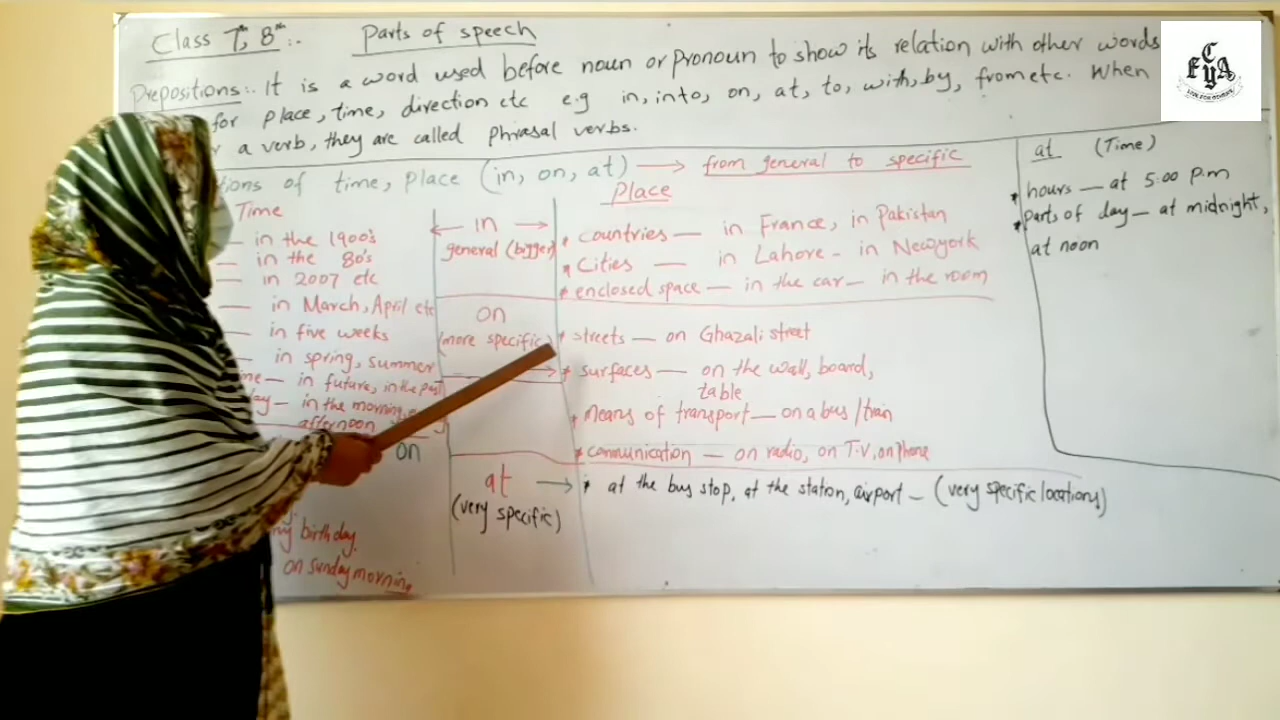 Class 7th, 8th :.
Parts of speech
Prepositions:. It is a word used before noun or pronoun to show its relation with other words
for place, time, direction etc e.g in, into, on, at, to, with, by, from etc. When
a verb, they are called phrasal verbs.
tions of time, place (in, on, at) → from general to specific
Time
— in the 1900's
— in the 80's
— in 2007 etc
— in March, April etc
— in five weeks
— in spring, summer
me — in future, in the past
day — in the morning,
afternoon
on
my birthday.
on sunday morning
← in →
general (bigger)
on
(more specific)
→
at →
(very specific)
Place
* countries — in France, in Pakistan
* Cities — in Lahore - in Newyork
* enclosed space — in the car — in the room
* streets — on Ghazali street
* surfaces — on the wall, board,
table
* Means of transport — on a bus/train
* communication — on radio, on T.V, on phone
* at the bus stop, at the station, airport — (very specific locations)
at (Time)
* hours — at 5:00 p.m
* parts of day — at midnight,
at noon